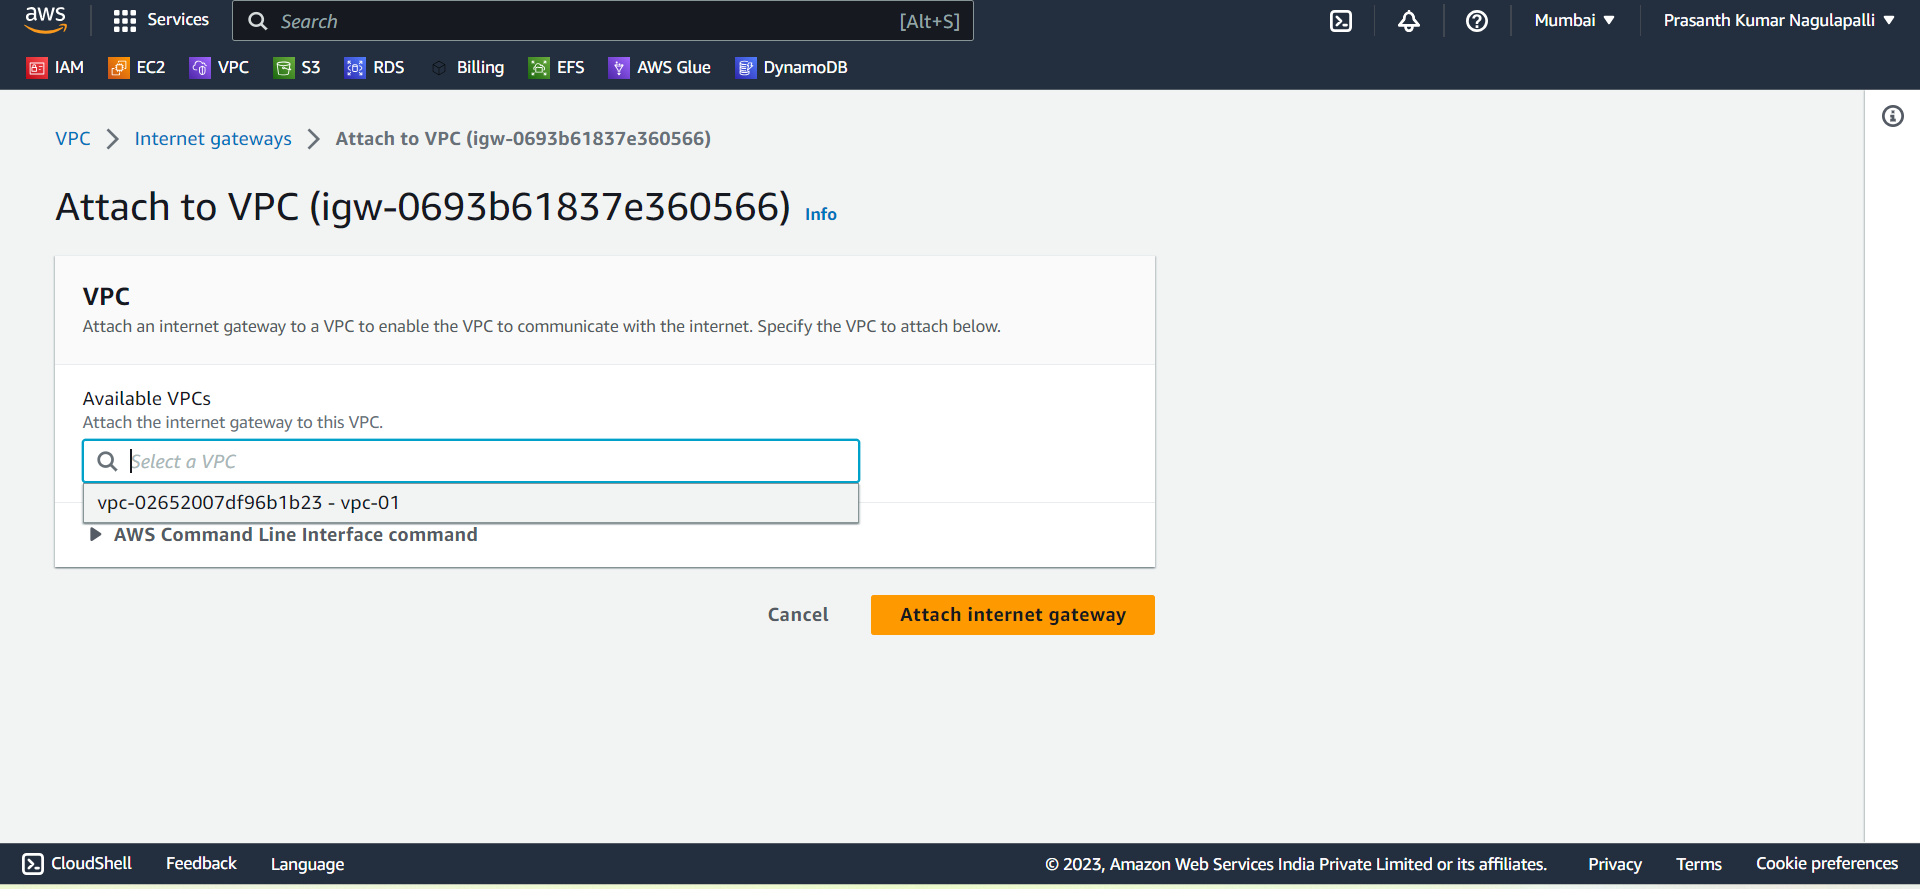 aws Services Search [Alt+S] Mumbai Prasanth Kumar Nagulapalli
IAM EC2 VPC S3 RDS Billing EFS AWS Glue DynamoDB
VPC Internet gateways Attach to VPC (igw-0693b61837e360566)
Attach to VPC (igw-0693b61837e360566) Info
VPC
Attach an internet gateway to a VPC to enable the VPC to communicate with the internet. Specify the VPC to attach below.
Available VPCs
Attach the internet gateway to this VPC.
Select a VPC
vpc-02652007df96b1b23 - vpc-01
AWS Command Line Interface command
Cancel Attach internet gateway
CloudShell Feedback Language © 2023, Amazon Web Services India Private Limited or its affiliates. Privacy Terms Cookie preferences